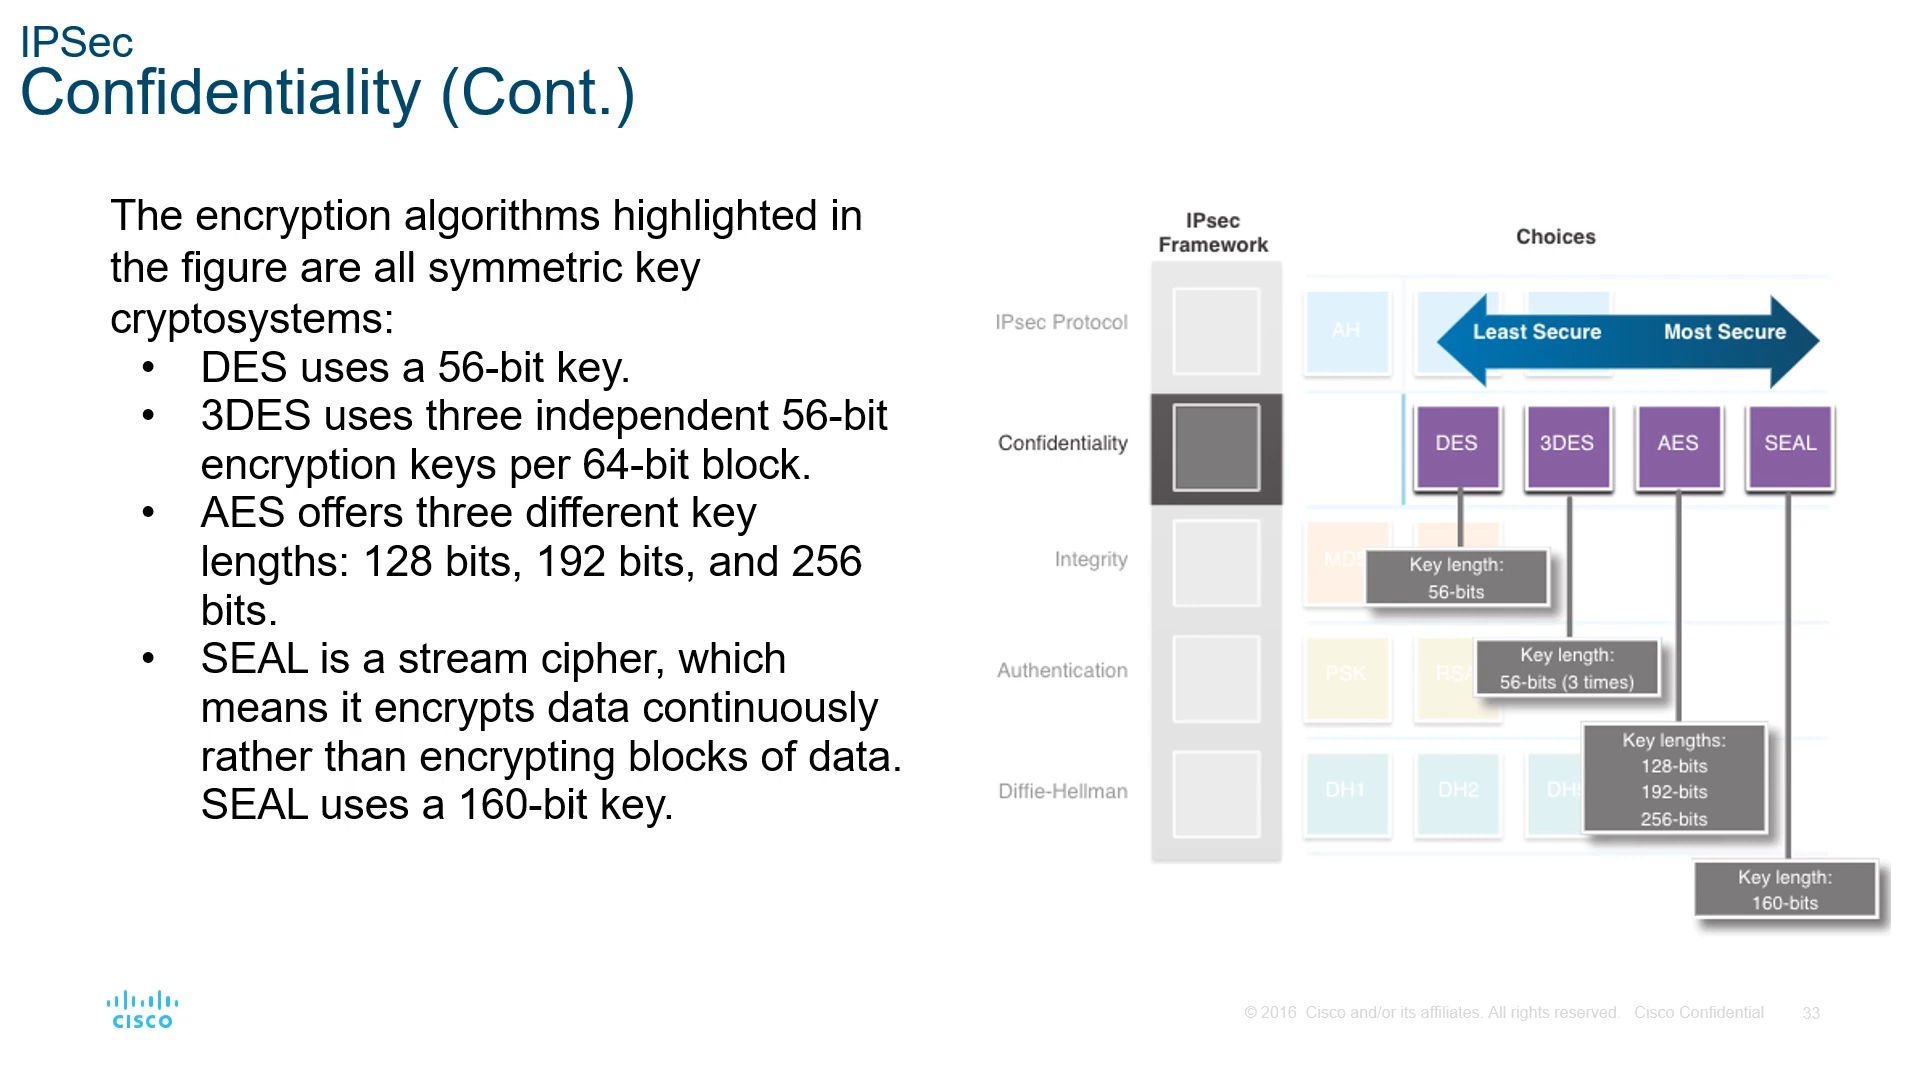 IPSec
Confidentiality (Cont.)
The encryption algorithms highlighted in
the figure are all symmetric key
cryptosystems:
• DES uses a 56-bit key.
• 3DES uses three independent 56-bit
encryption keys per 64-bit block.
• AES offers three different key
lengths: 128 bits, 192 bits, and 256
bits.
• SEAL is a stream cipher, which
means it encrypts data continuously
rather than encrypting blocks of data.
SEAL uses a 160-bit key.
IPsec
Framework
Choices
IPsec Protocol
AH
Least Secure Most Secure
Confidentiality
DES 3DES AES SEAL
Integrity
Key length:
56-bits
Authentication
PSK
Key length:
56-bits (3 times)
Diffie-Hellman
DH1 DH2
Key lengths:
128-bits
192-bits
256-bits
Key length:
160-bits
CISCO
© 2016 Cisco and/or its affiliates. All rights reserved. Cisco Confidential 33